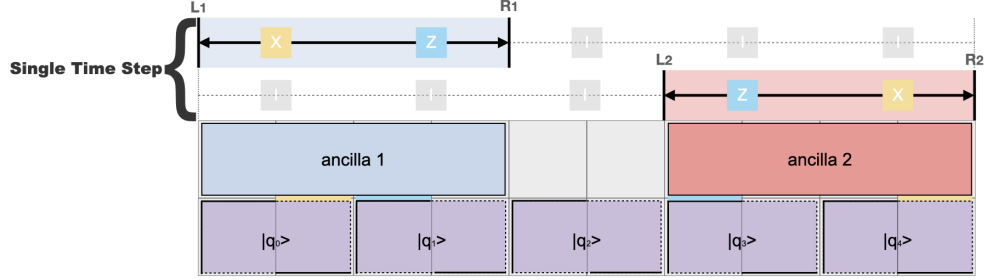 L1 R1
X Z I I I
Single Time Step
L2 R2
I I I Z X
ancilla 1 ancilla 2
|q₀> |q₁> |q₂> |q₃> |q₄>